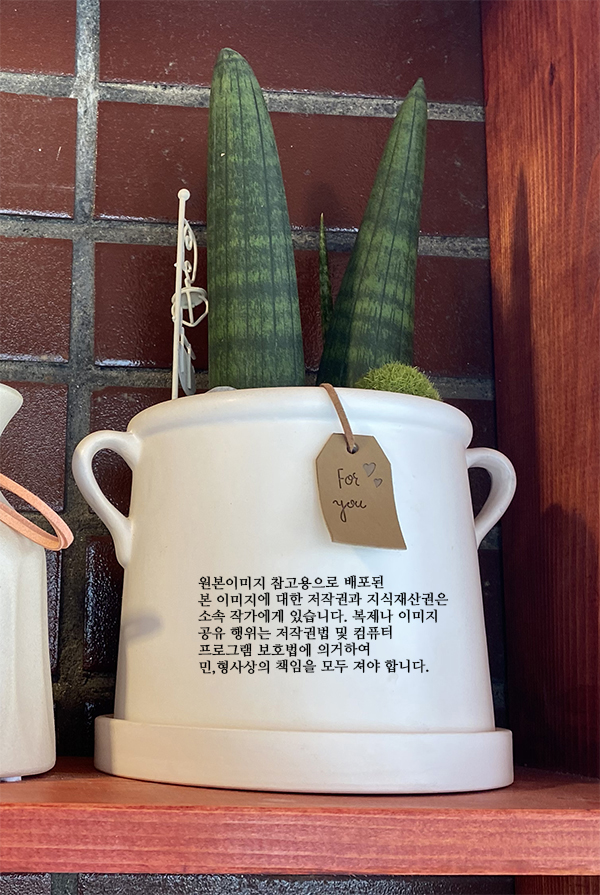 For
you
원본이미지 참고용으로 배포된
본 이미지에 대한 저작권과 지식재산권은
소속 작가에게 있습니다. 복제나 이미지
공유 행위는 저작권법 및 컴퓨터
프로그램 보호법에 의거하여
민,형사상의 책임을 모두 져야 합니다.